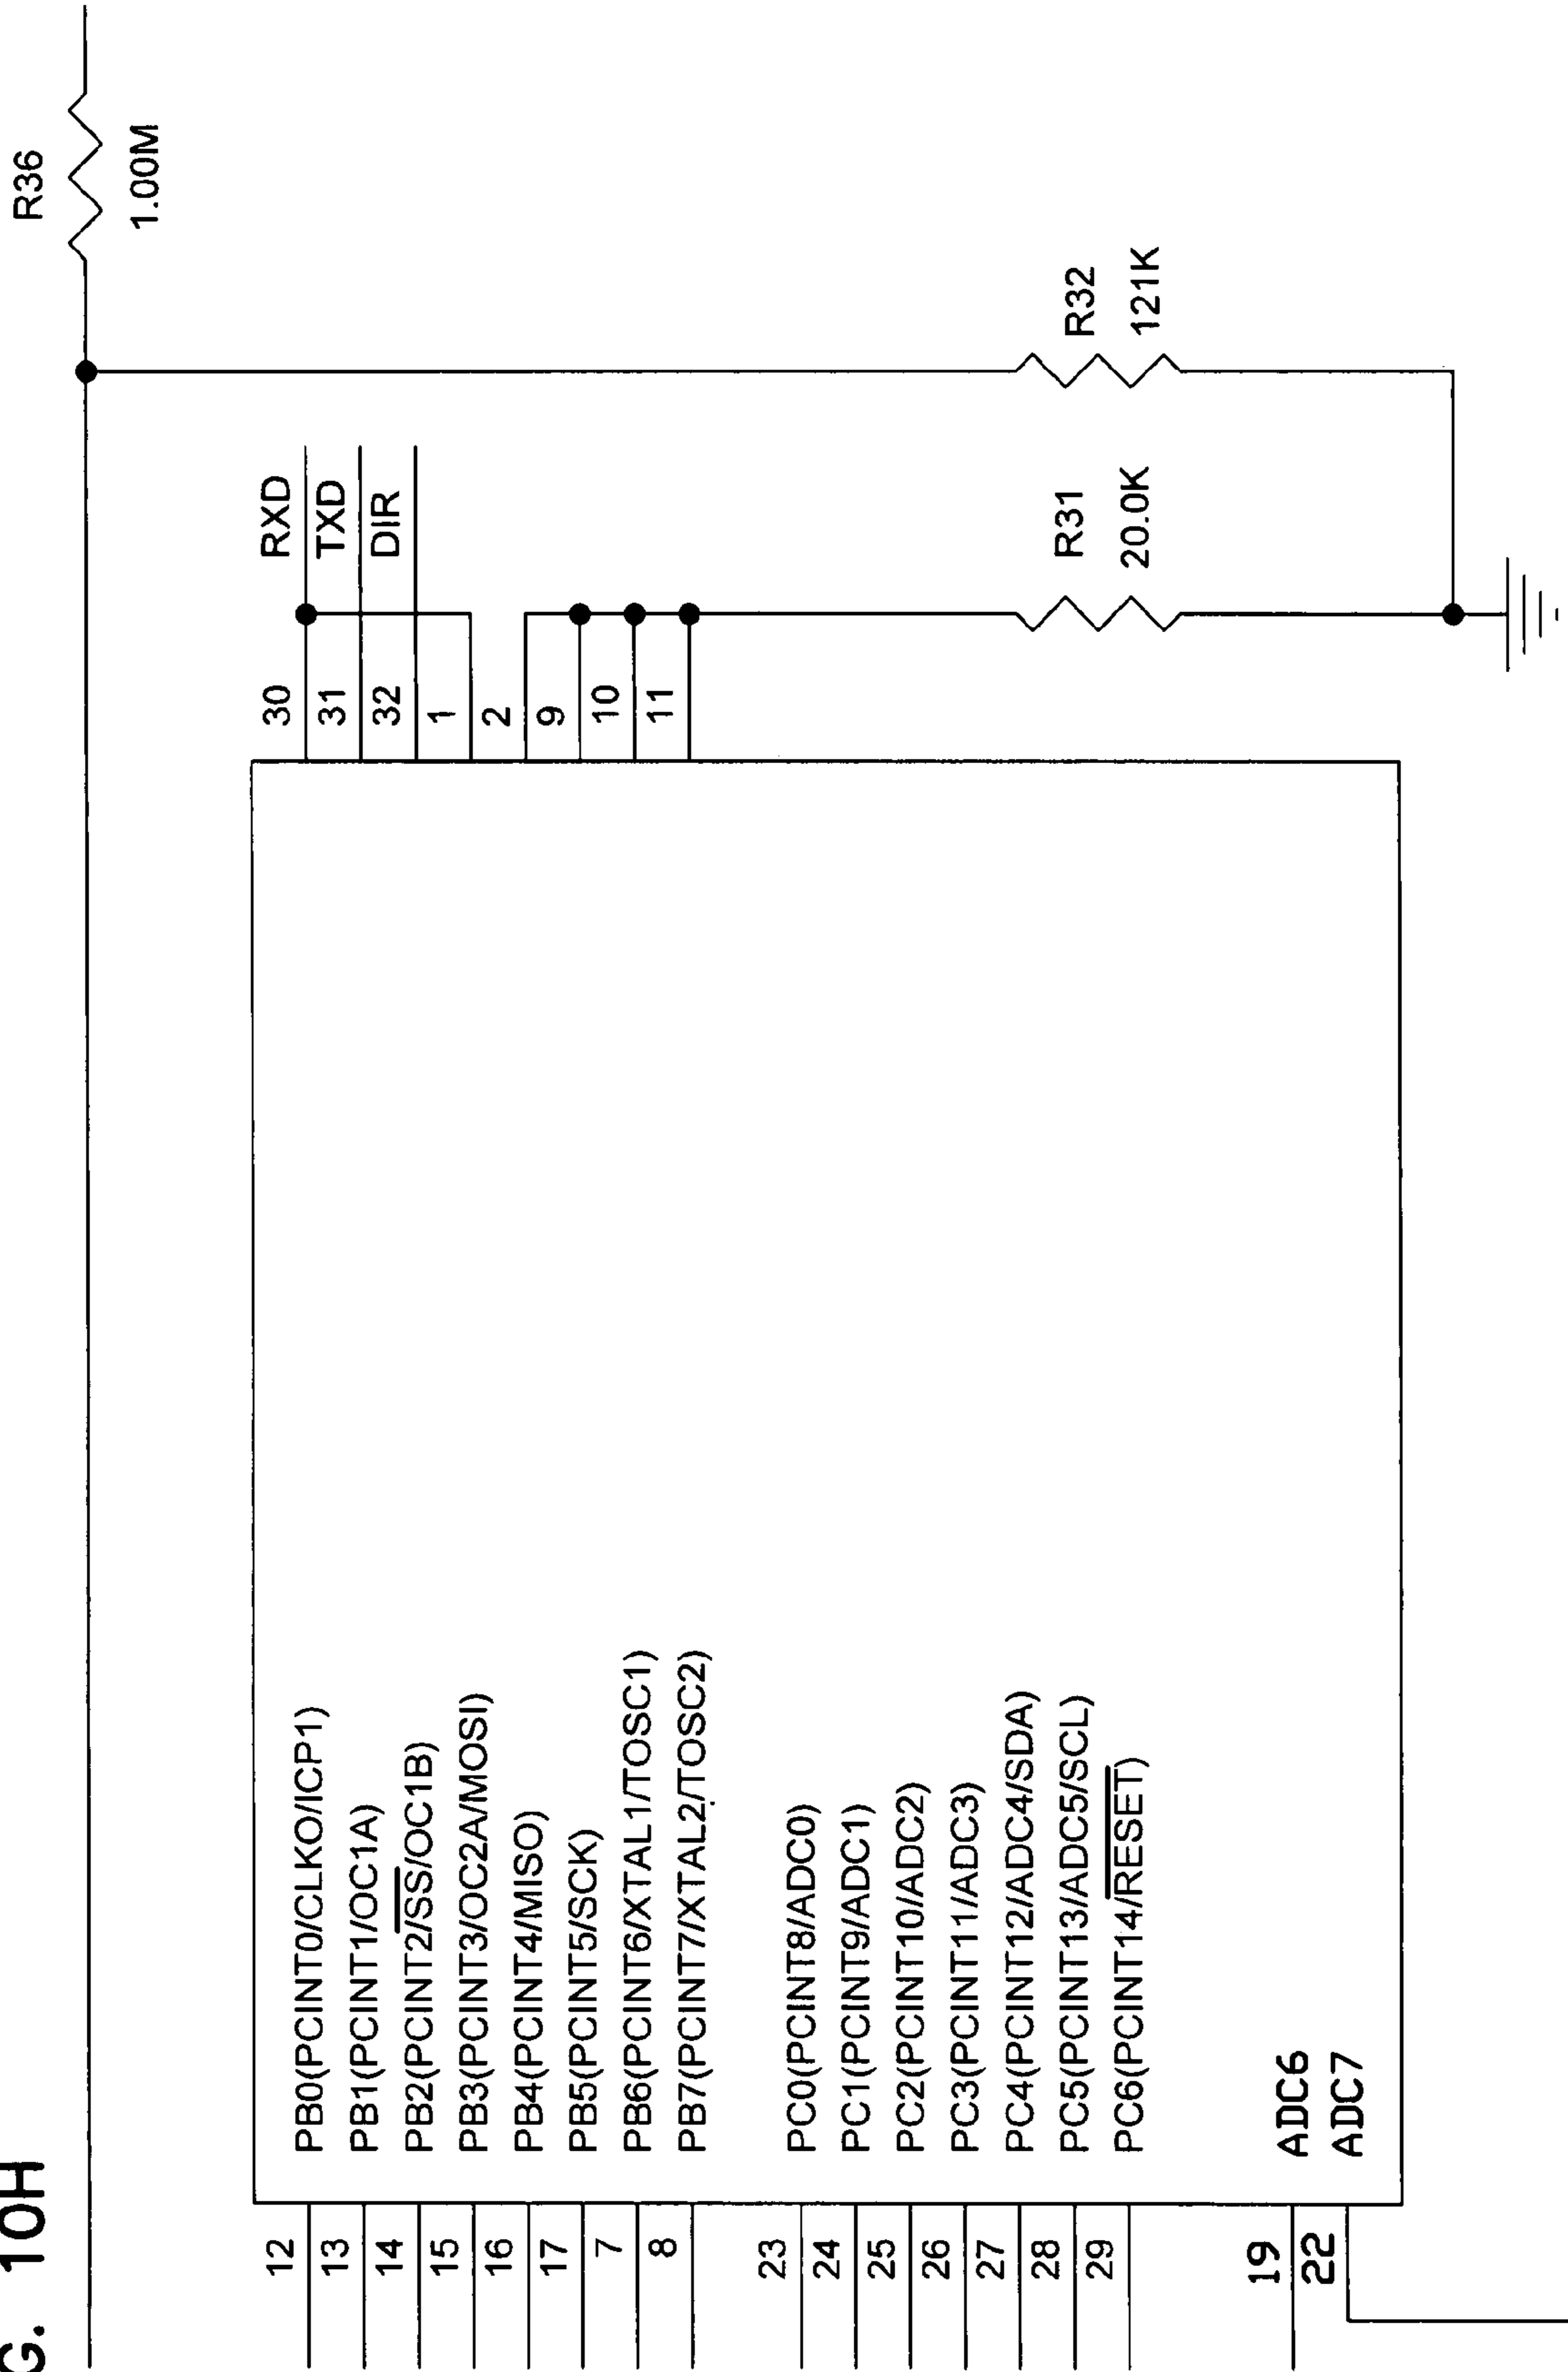 G. 10H
R36
1.00M
12 PB0(PCINT0/CLKO/ICP1)
13 PB1(PCINT1/OC1A)
14 PB2(PCINT2/SS/OC1B)
15 PB3(PCINT3/OC2A/MOSI)
16 PB4(PCINT4/MISO)
17 PB5(PCINT5/SCK)
7 PB6(PCINT6/XTAL1/TOSC1)
8 PB7(PCINT7/XTAL2/TOSC2)
23 PC0(PCINT8/ADC0)
24 PC1(PCINT9/ADC1)
25 PC2(PCINT10/ADC2)
26 PC3(PCINT11/ADC3)
27 PC4(PCINT12/ADC4/SDA)
28 PC5(PCINT13/ADC5/SCL)
29 PC6(PCINT14/RESET)
19 ADC6
22 ADC7
30 RXD
31 TXD
32 DIR
1
2
9
10
11
R31
20.0K
R32
121K